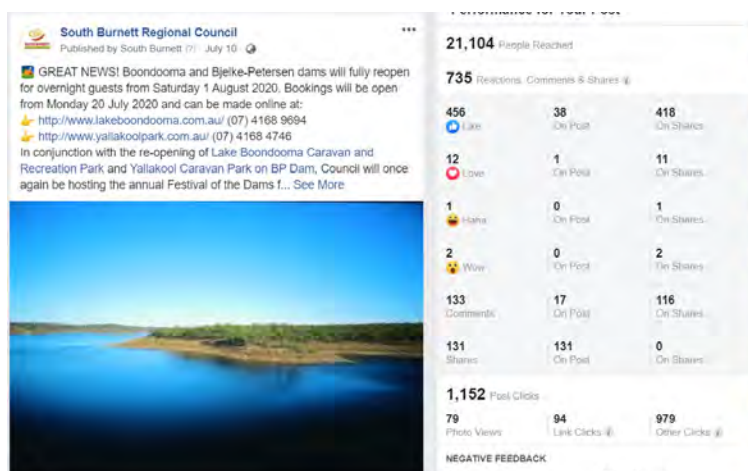 South Burnett Regional Council
Published by South Burnett · July 10 ·
GREAT NEWS! Boondooma and Bjelke-Petersen dams will fully reopen
for overnight guests from Saturday 1 August 2020. Bookings will be open
from Monday 20 July 2020 and can be made online at:
http://www.lakeboondooma.com.au/ (07) 4168 9694
http://www.yallakoolpark.com.au/ (07) 4168 4746
In conjunction with the re-opening of Lake Boondooma Caravan and
Recreation Park and Yallakool Caravan Park on BP Dam, Council will once
again be hosting the annual Festival of the Dams f... See More
Performance for Your Post
21,104 People Reached
735 Reactions, Comments & Shares
456 38 418
Like On Post On Shares
12 1 11
Love On Post On Shares
1 0 1
Haha On Post On Shares
2 0 2
Wow On Post On Shares
133 17 116
Comments On Post On Shares
131 131 0
Shares On Post On Shares
1,152 Post Clicks
79 94 979
Photo Views Link Clicks Other Clicks
NEGATIVE FEEDBACK